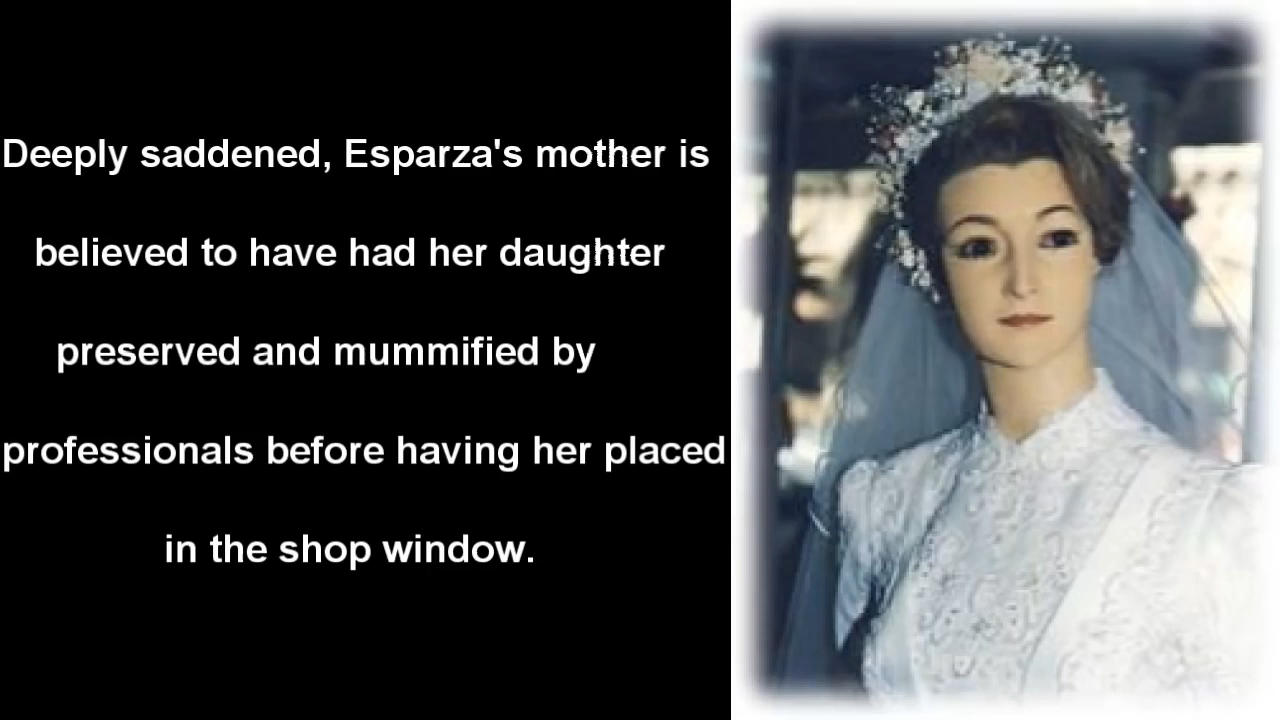 Deeply saddened, Esparza's mother is
believed to have had her daughter
preserved and mummified by
professionals before having her placed
in the shop window.